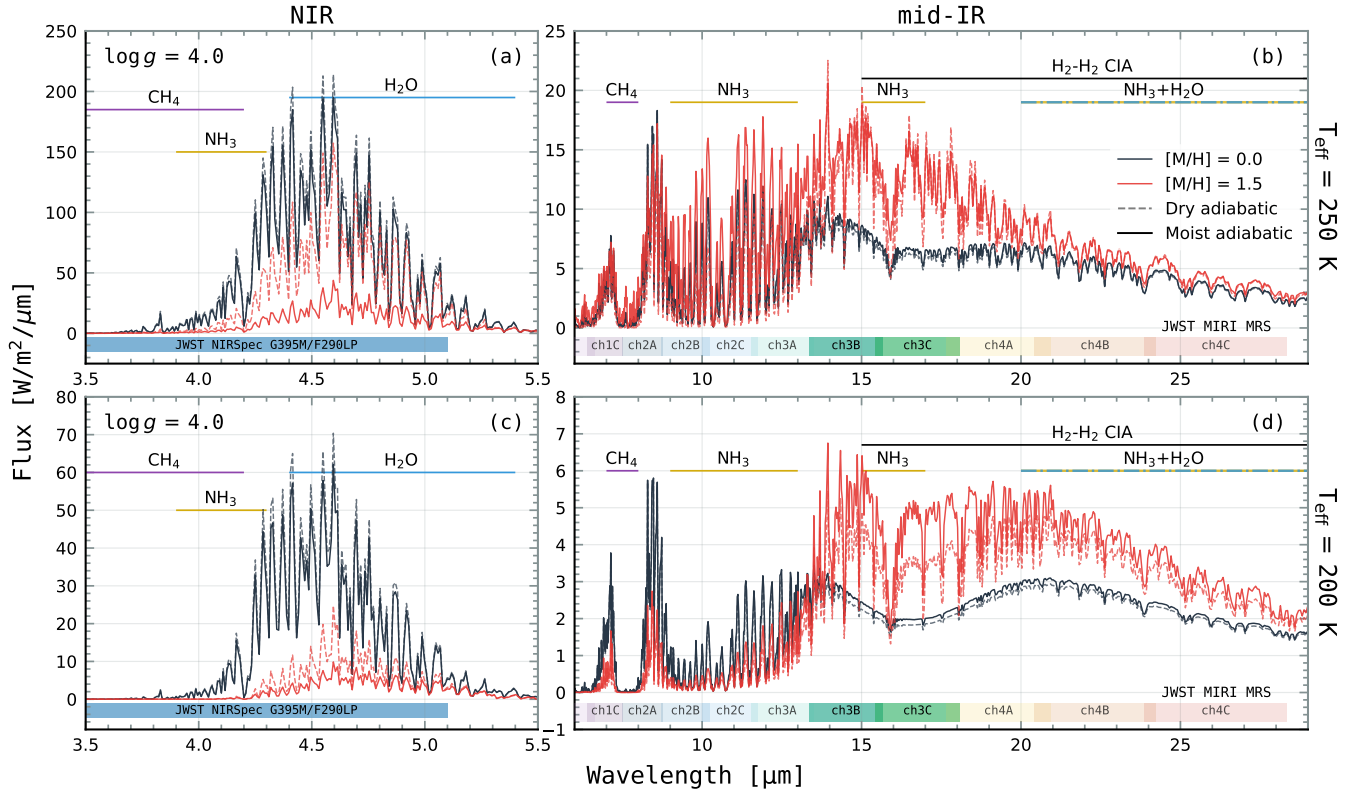 NIR
mid-IR
250
200
150
100
50
0
log g = 4.0
(a)
CH₄
H₂O
NH₃
JWST NIRSpec G395M/F290LP
3.5
4.0
4.5
5.0
5.5
25
20
15
10
5
0
(b)
H₂-H₂ CIA
CH₄
NH₃
NH₃
NH₃+H₂O
[M/H] = 0.0
[M/H] = 1.5
Dry adiabatic
Moist adiabatic
JWST MIRI MRS
ch1C
ch2A
ch2B
ch2C
ch3A
ch3B
ch3C
ch4A
ch4B
ch4C
10
15
20
25
T_eff = 250 K
Flux [W/m²/μm]
80
70
60
50
40
30
20
10
0
log g = 4.0
(c)
CH₄
H₂O
NH₃
JWST NIRSpec G395M/F290LP
3.5
4.0
4.5
5.0
5.5
8
7
6
5
4
3
2
1
0
−1
(d)
H₂-H₂ CIA
CH₄
NH₃
NH₃
NH₃+H₂O
JWST MIRI MRS
ch1C
ch2A
ch2B
ch2C
ch3A
ch3B
ch3C
ch4A
ch4B
ch4C
10
15
20
25
T_eff = 200 K
Wavelength [μm]